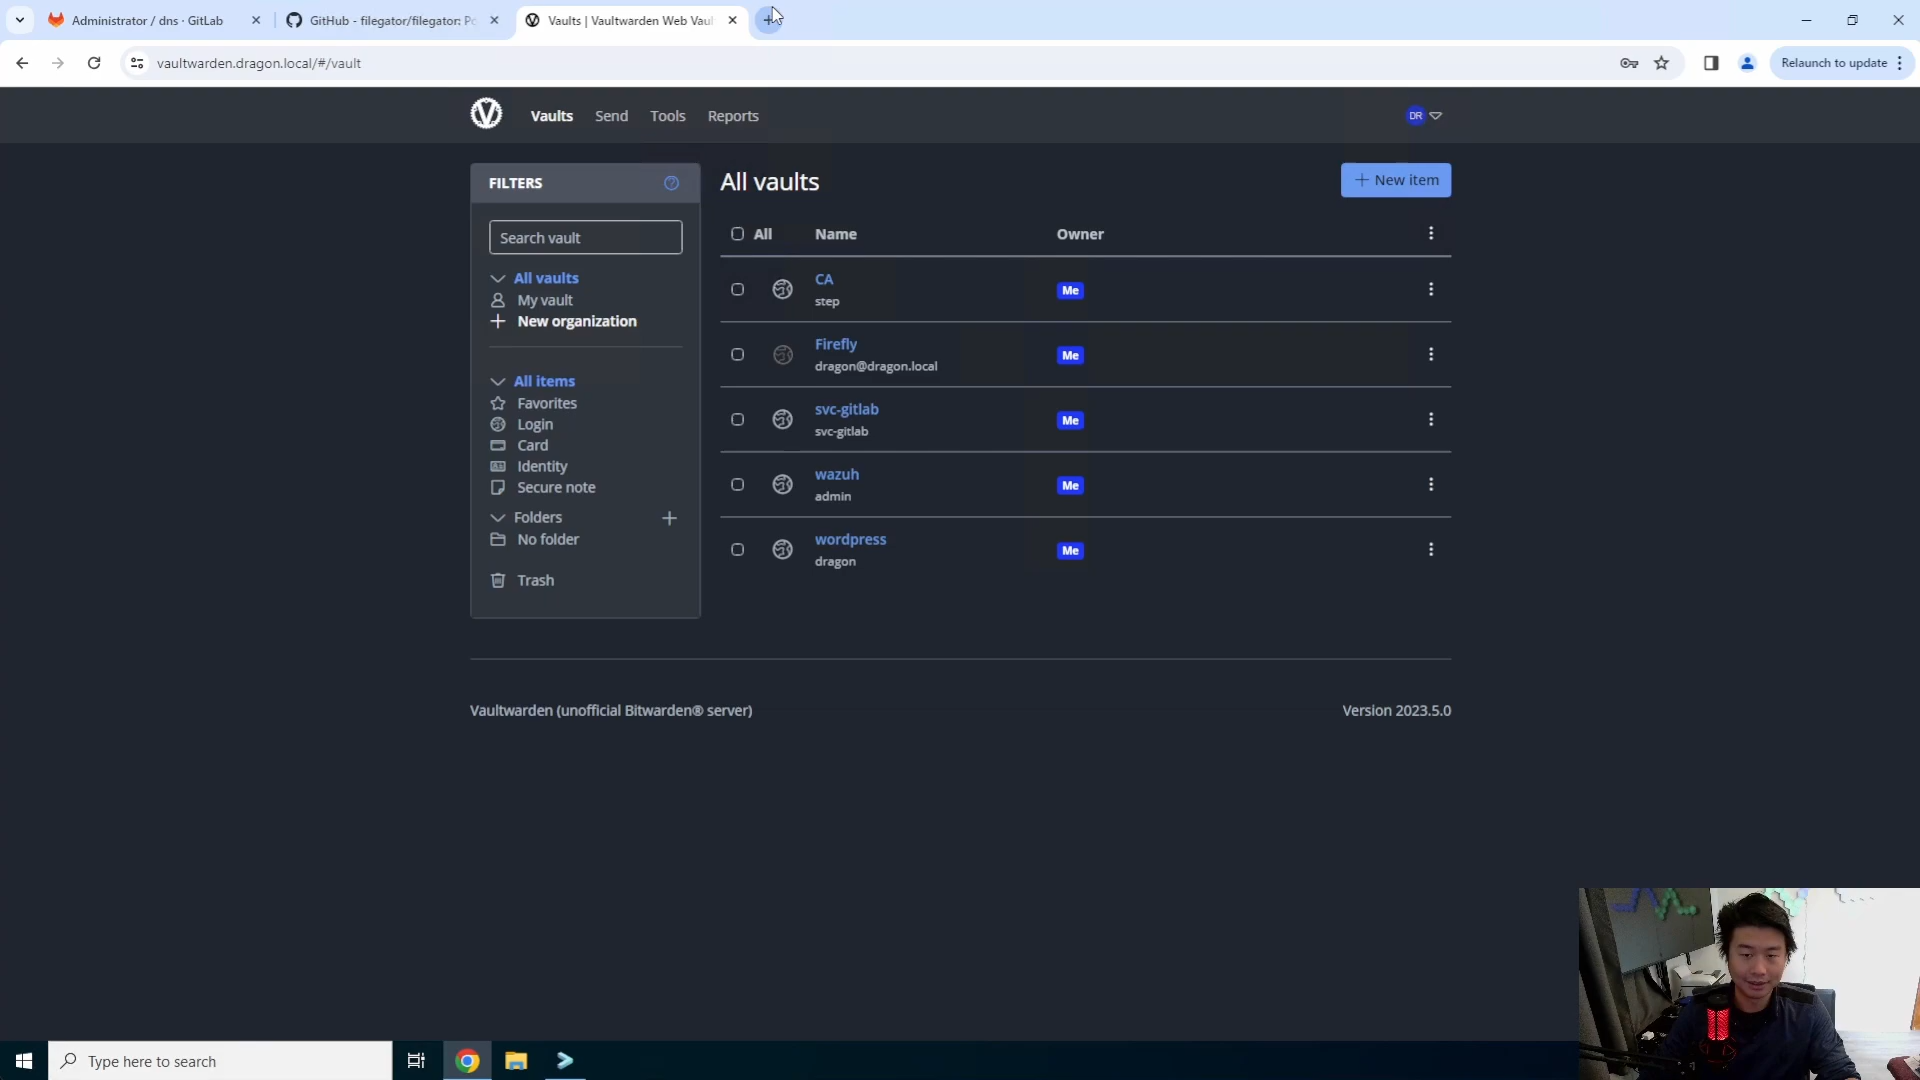 Administrator / dns · GitLab
GitHub - filegator/filegator: Po
Vaults | Vaultwarden Web Vaul
vaultwarden.dragon.local/#/vault
Relaunch to update
Vaults
Send
Tools
Reports
DR
FILTERS
Search vault
All vaults
My vault
New organization
All items
Favorites
Login
Card
Identity
Secure note
Folders
No folder
Trash
All vaults
New item
All Name Owner
CA
step
Me
Firefly
dragon@dragon.local
Me
svc-gitlab
svc-gitlab
Me
wazuh
admin
Me
wordpress
dragon
Me
Vaultwarden (unofficial Bitwarden® server)
Version 2023.5.0
Type here to search